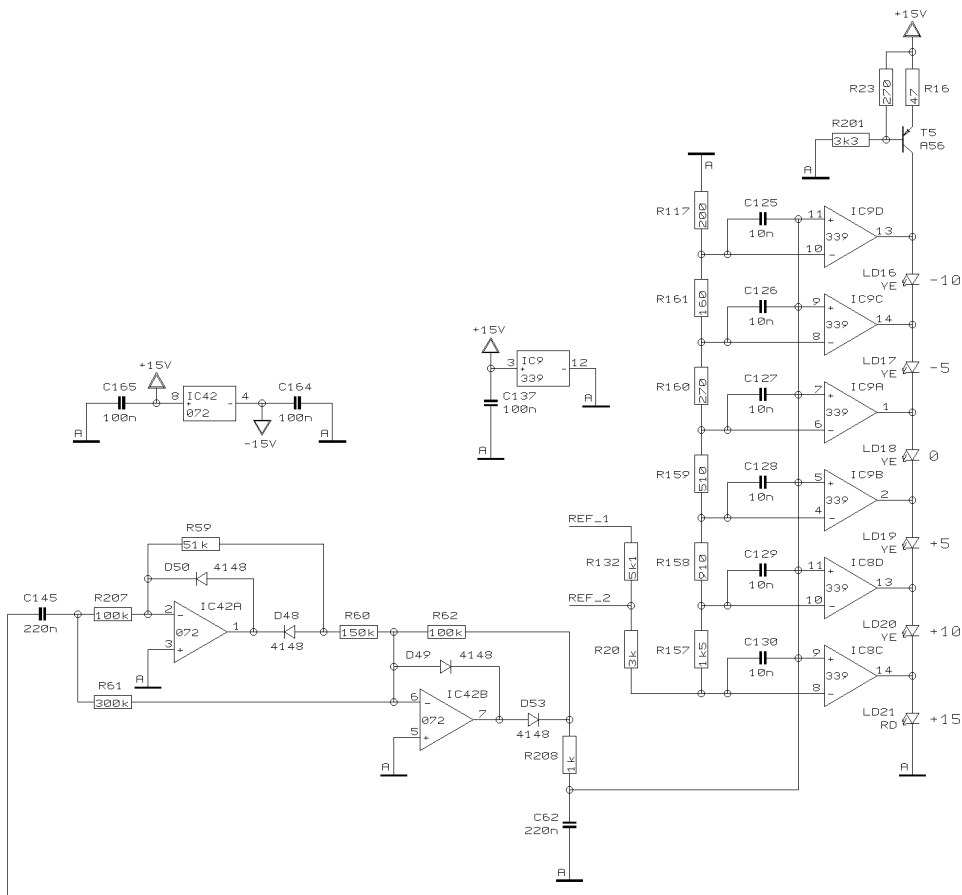 +15V
R23
270
47
R16
R201
3k3
T5
A56
A
A
R117
200
C125
10n
11
+
339
10
-
IC9D
13
LD16
YE
-10
R161
160
C126
10n
9
+
339
8
-
IC9C
14
LD17
YE
-5
+15V
3
+
IC9
339
-
12
C137
100n
A
A
R160
270
C127
10n
7
+
339
6
-
IC9A
1
LD18
YE
0
+15V
C165
100n
8
+
IC42
072
-
4
C164
100n
-15V
A
A
R159
510
C128
10n
5
+
339
4
-
IC9B
2
LD19
YE
+5
REF_1
R132
5k1
R158
910
C129
10n
11
+
339
10
-
IC8D
13
LD20
YE
+10
REF_2
R20
3k
R157
1k5
C130
10n
9
+
339
8
-
IC8C
14
LD21
RD
+15
A
R59
51k
D50
4148
C145
220n
R207
100k
2
-
072
3
+
IC42A
1
D48
4148
R60
150k
R62
100k
A
D49
4148
R61
300k
6
-
072
5
+
IC42B
7
D53
4148
A
R208
1k
C62
220n
A